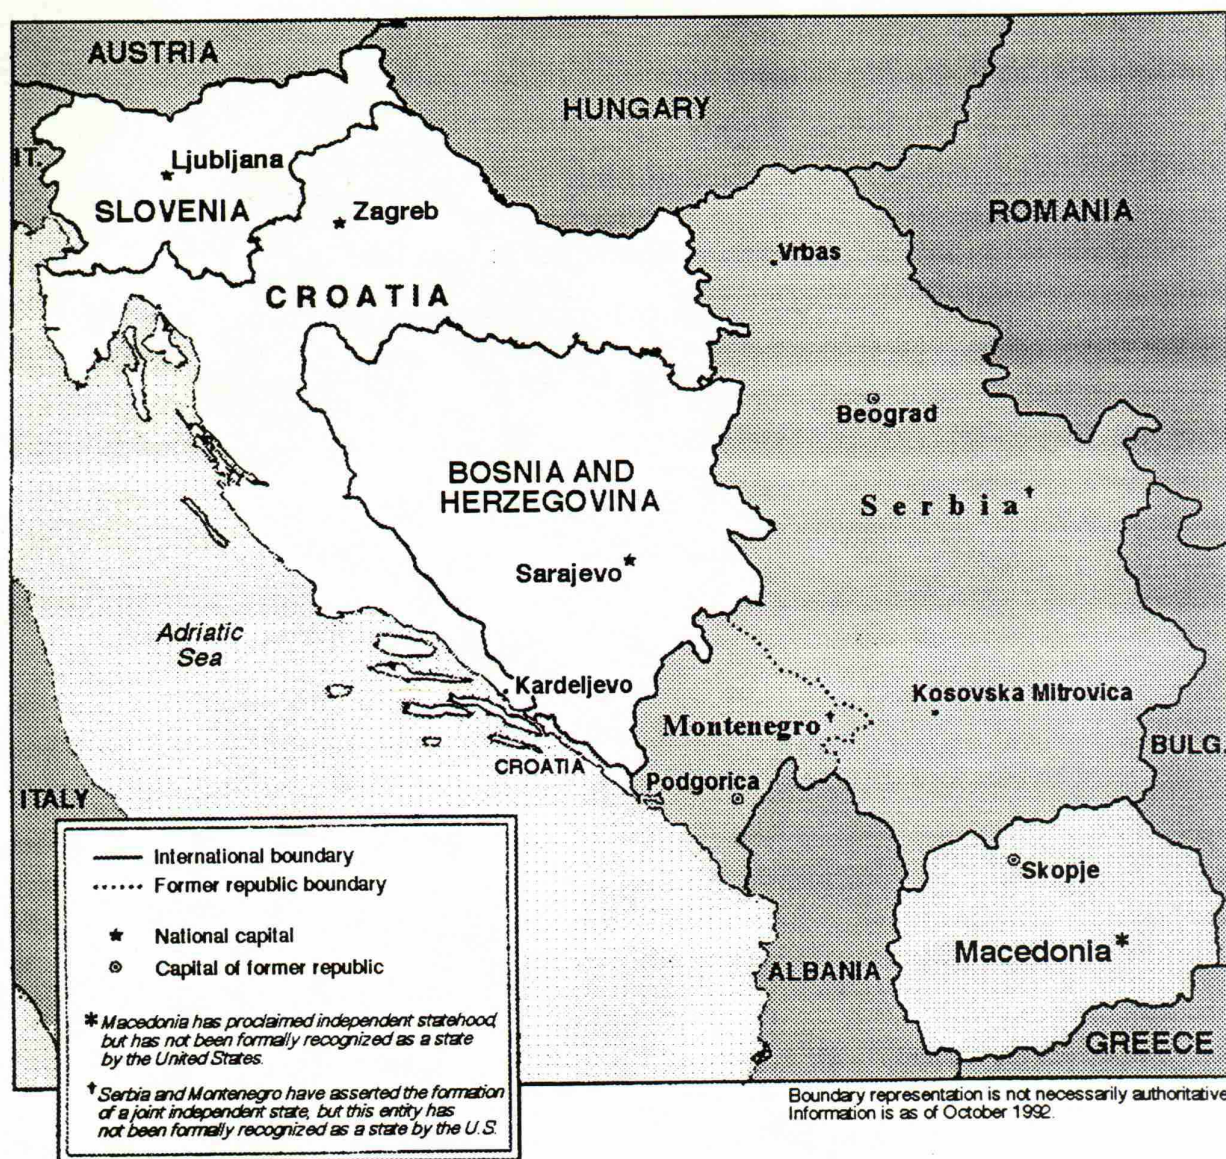 AUSTRIA
HUNGARY
IT.
Ljubljana
SLOVENIA
Zagreb
ROMANIA
Vrbas
CROATIA
Beograd
BOSNIA AND
HERZEGOVINA
Serbia†
Sarajevo
Adriatic
Sea
Kardeljevo
Kosovska Mitrovica
Montenegro†
BULG.
CROATIA
Podgorica
ITALY
Skopje
Macedonia*
ALBANIA
GREECE
International boundary
Former republic boundary
National capital
Capital of former republic
* Macedonia has proclaimed independent statehood,
but has not been formally recognized as a state
by the United States.
† Serbia and Montenegro have asserted the formation
of a joint independent state, but this entity has
not been formally recognized as a state by the U.S.
Boundary representation is not necessarily authoritative
Information is as of October 1992.